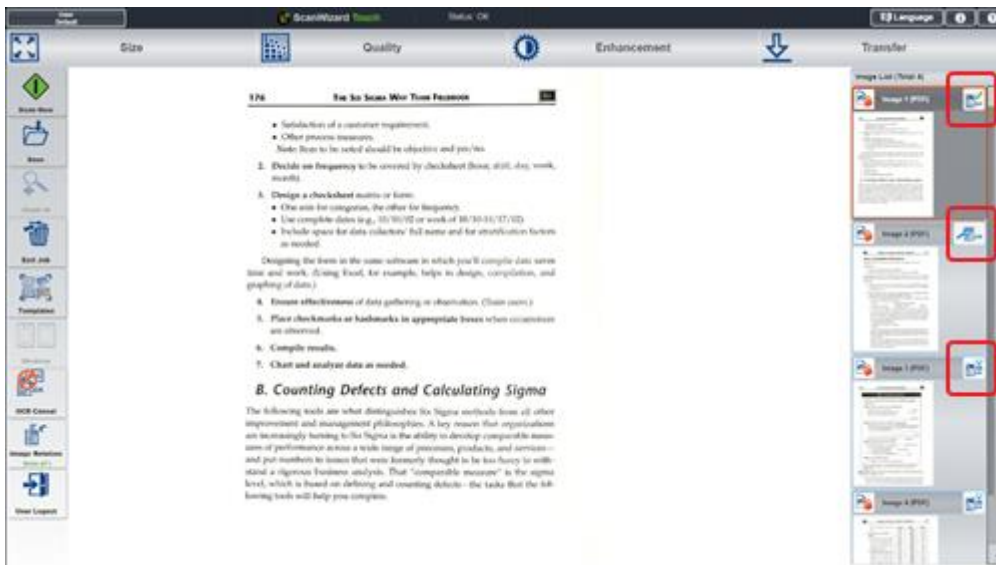 ScanWizard Touch
Status: OK
Language
Size
Quality
Enhancement
Transfer
Scan Now
Save
Exit Job
Templates
OCR Cancel
Image Rotation
User Logout
176 THE SIX SIGMA WAY TEAM FIELDBOOK
• Satisfaction of a customer requirement.
• Other process measures.
Note: Item to be noted should be objective and yes/no.
2. Decide on frequency to be covered by checksheet (hour, shift, day, week,
month).
3. Design a checksheet matrix or form:
• One axis for categories, the other for frequency.
• Use complete dates (e.g., 10/10/02 or week of
• Include space for data collectors' full name and for stratification factors
as needed.
Designing the form in the same software in which you'll compile data saves
time and work. (Using Excel, for example, helps in design, compilation, and
graphing of data.)
4. Ensure effectiveness of data gathering or observation. (Train users.)
5. Place checkmarks or hashmarks in appropriate boxes when occurrences
are observed.
6. Compile results.
7. Chart and analyze data as needed.
B. Counting Defects and Calculating Sigma
The following tools are what distinguishes Six Sigma methods from all other
improvement and management philosophies. A key reason that organizations
are increasingly turning to Six Sigma is the ability to develop comparable meas-
ures of performance across a wide range of processes, products, and services—
and put numbers to issues that were formerly thought to be too fuzzy to with-
stand a rigorous business analysis. That "comparable measure" is the sigma
level, which is based on defining and counting defects—the tasks that the fol-
lowing tools will help you complete.
Image List (Total: 4)
Image 1 (PDF)
Image 2 (PDF)
Image 3 (PDF)
Image 4 (PDF)